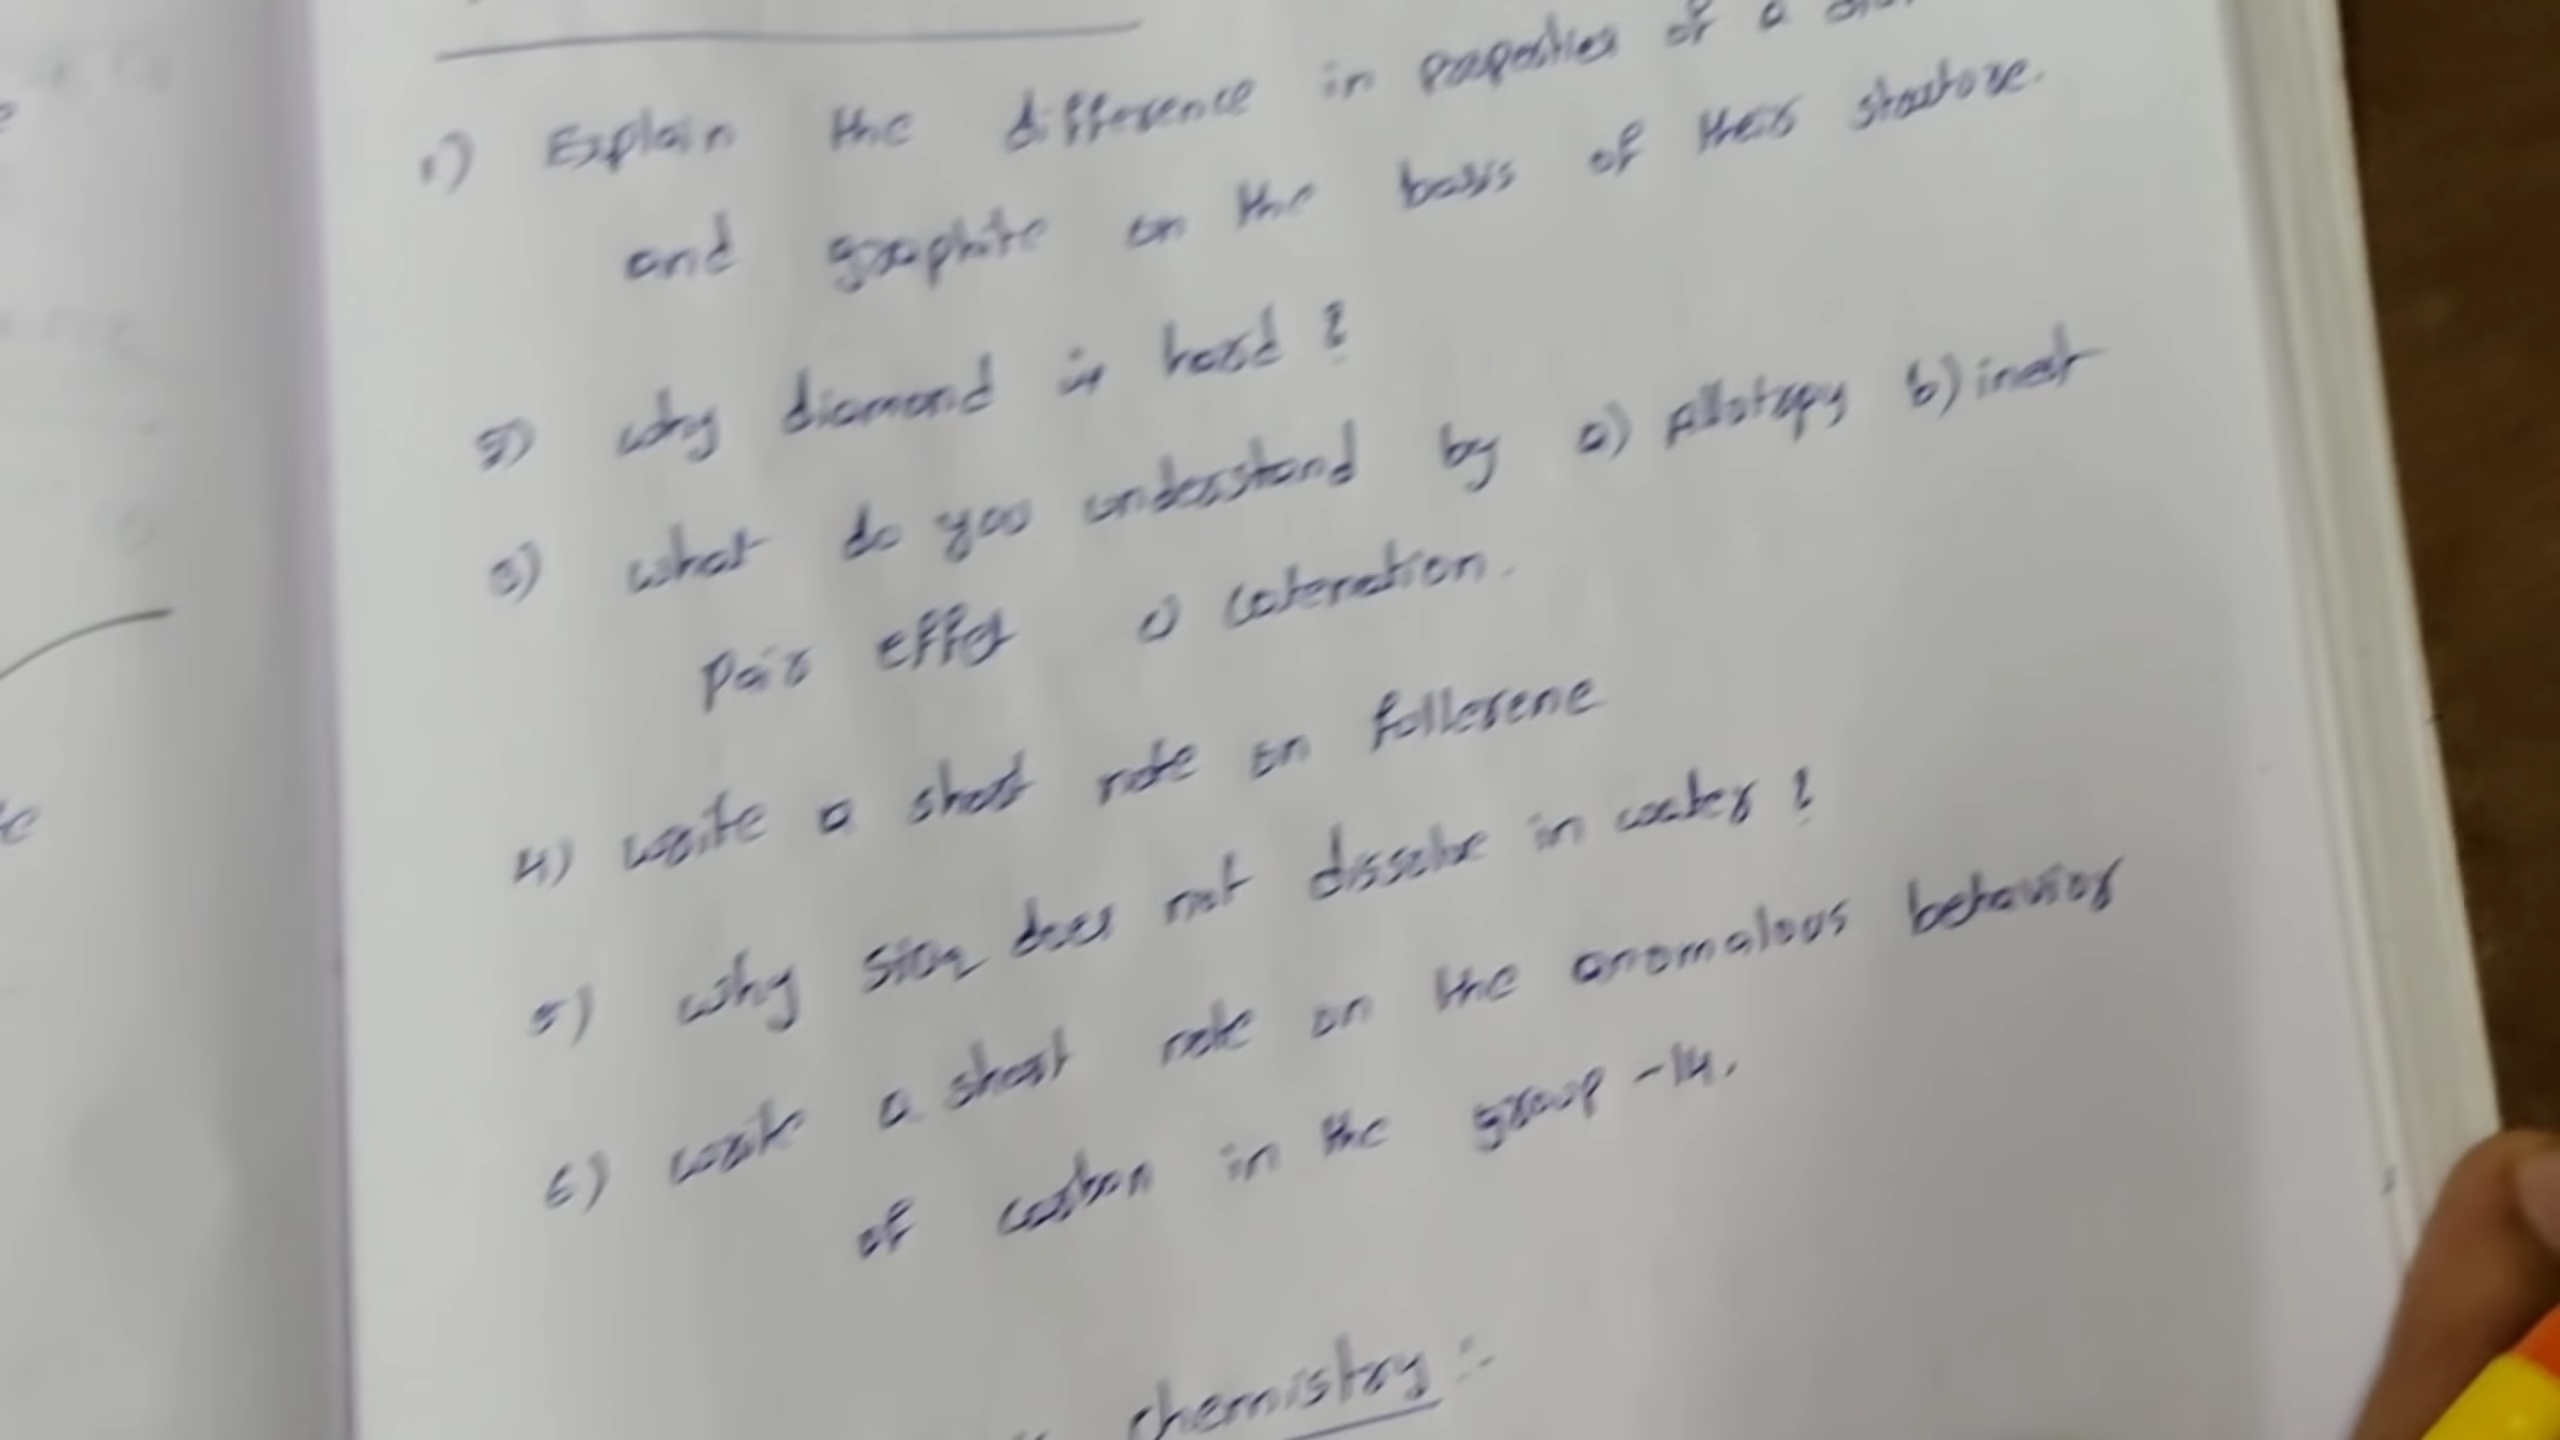 1) Explain the difference in properties of a
and graphite on the basis of their structure.
2) why diamond is hard ?
3) what do you understand by a) Allotropy b) inert
pair effect c) catenation.
4) write a short note on fullerene
5) why SiO2 does not dissolve in water ?
6) write a short note on the anomalous behavior
of carbon in the group -14.
chemistry :-